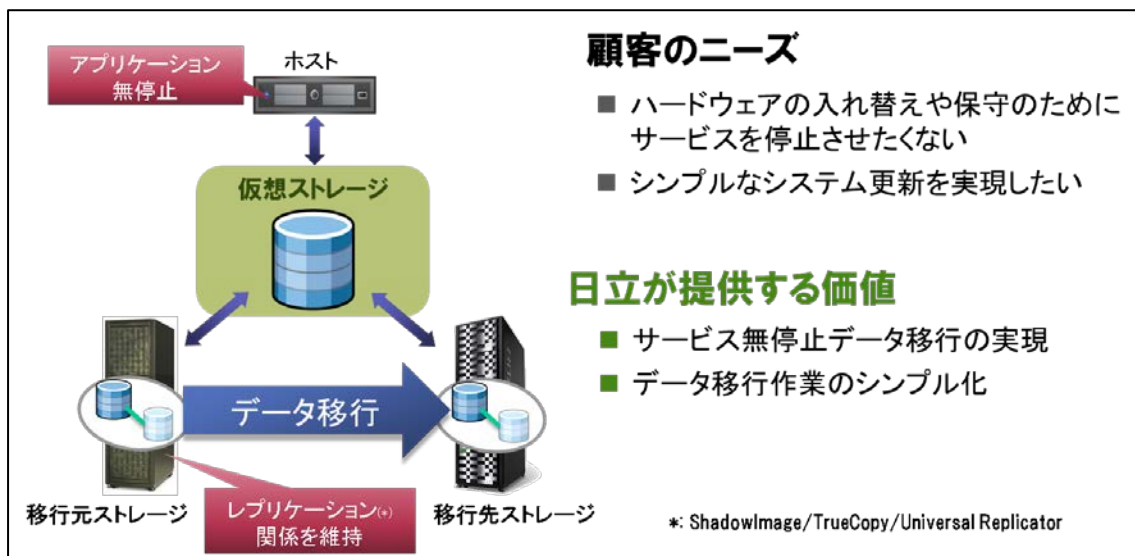 アプリケーション
無停止
ホスト
仮想ストレージ
データ移行
移行元ストレージ
レプリケーション(*)
関係を維持
移行先ストレージ
顧客のニーズ
■ ハードウェアの入れ替えや保守のために
サービスを停止させたくない
■ シンプルなシステム更新を実現したい
日立が提供する価値
■ サービス無停止データ移行の実現
■ データ移行作業のシンプル化
*: ShadowImage/TrueCopy/Universal Replicator